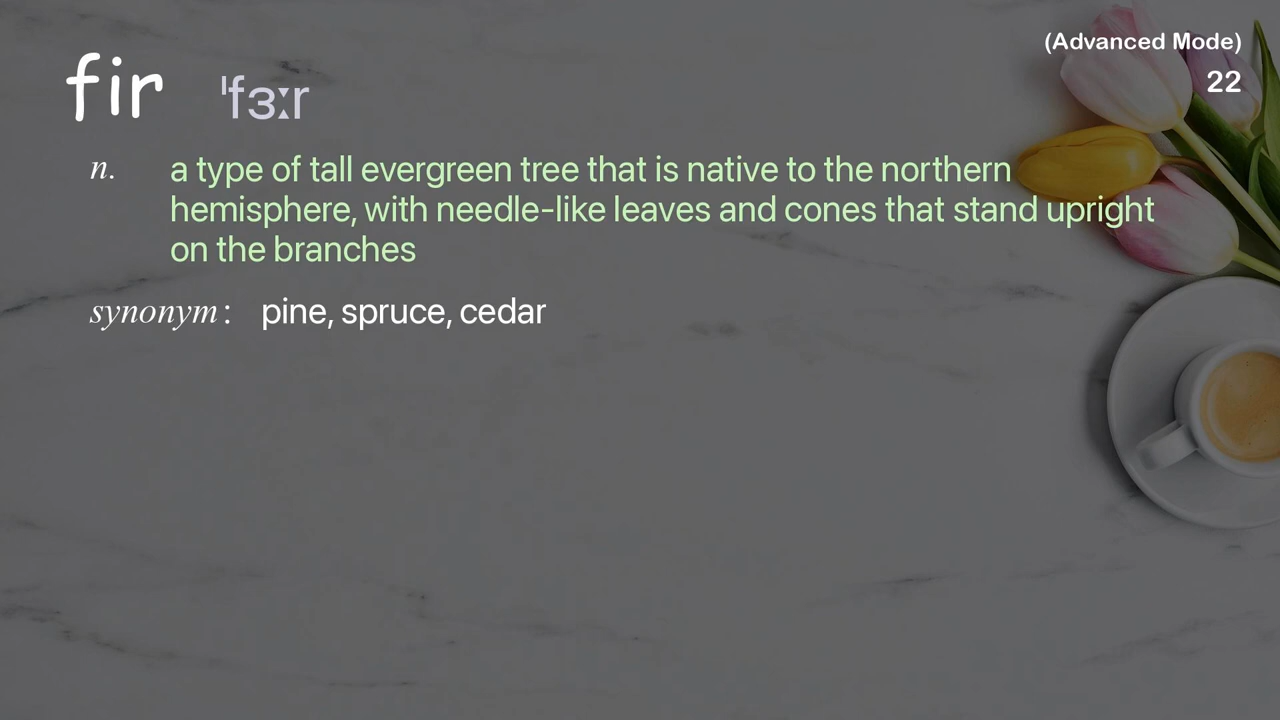 (Advanced Mode)
22
fir ˈfɜːr
n. a type of tall evergreen tree that is native to the northern
hemisphere, with needle-like leaves and cones that stand upright
on the branches
synonym: pine, spruce, cedar